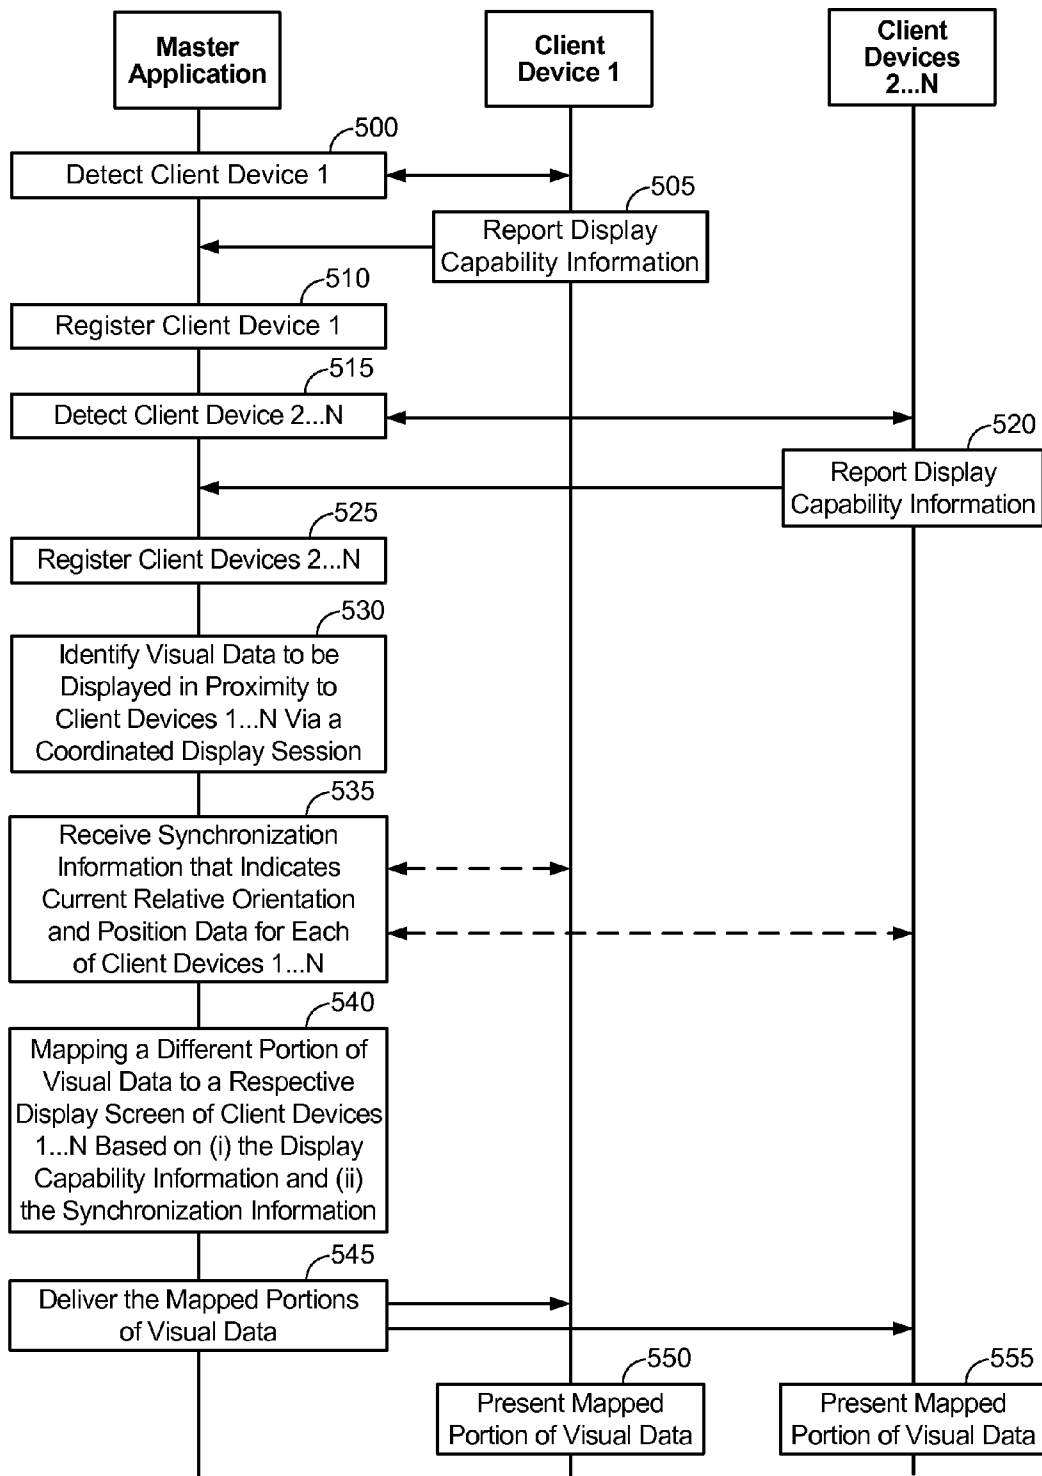 Master
Application
Client
Device 1
Client
Devices
2...N
500
Detect Client Device 1
505
Report Display
Capability Information
510
Register Client Device 1
515
Detect Client Device 2...N
520
Report Display
Capability Information
525
Register Client Devices 2...N
530
Identify Visual Data to be
Displayed in Proximity to
Client Devices 1...N Via a
Coordinated Display Session
535
Receive Synchronization
Information that Indicates
Current Relative Orientation
and Position Data for Each
of Client Devices 1...N
540
Mapping a Different Portion of
Visual Data to a Respective
Display Screen of Client Devices
1...N Based on (i) the Display
Capability Information and (ii)
the Synchronization Information
545
Deliver the Mapped Portions
of Visual Data
550
Present Mapped
Portion of Visual Data
555
Present Mapped
Portion of Visual Data